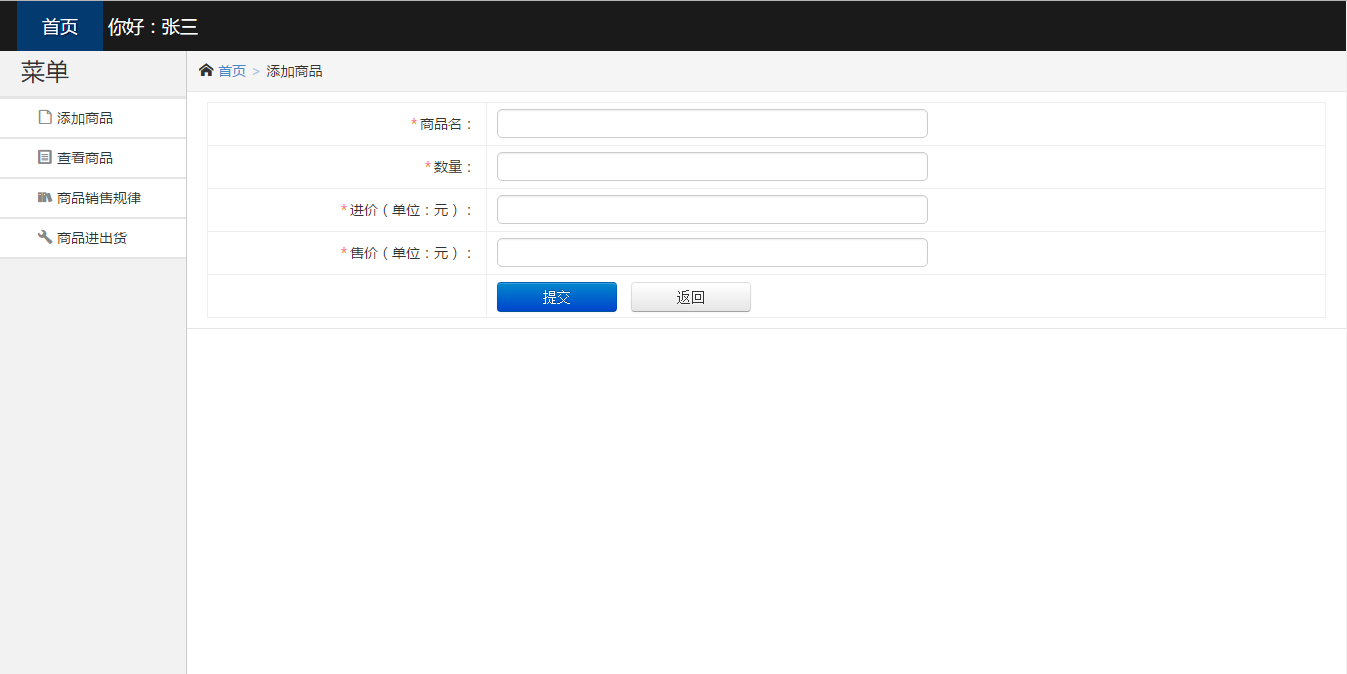 首页 你好：张三
菜单
首页 > 添加商品
添加商品
查看商品
商品销售规律
商品进出货
*商品名：
*数量：
*进价（单位：元）：
*售价（单位：元）：
提交 返回